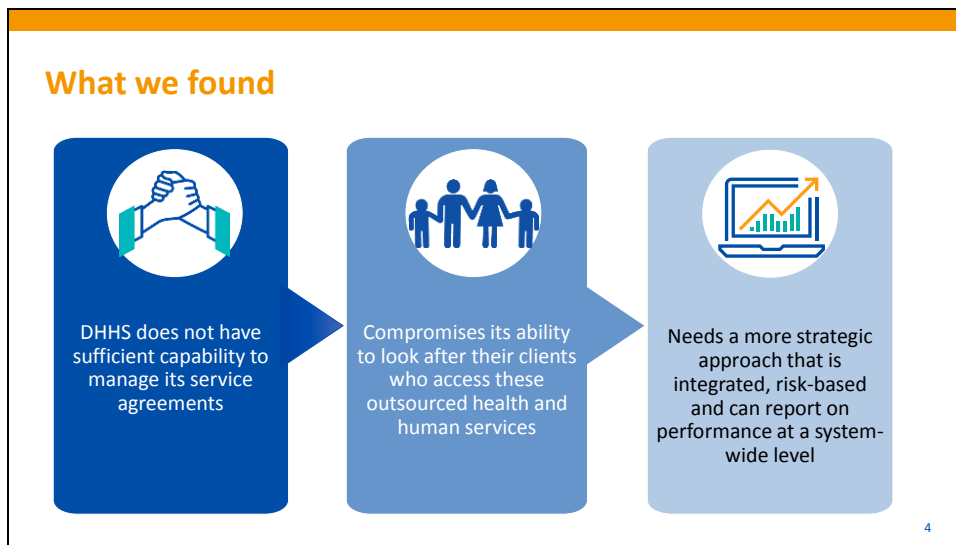 What we found
DHHS does not have
sufficient capability to
manage its service
agreements
Compromises its ability
to look after their clients
who access these
outsourced health and
human services
Needs a more strategic
approach that is
integrated, risk-based
and can report on
performance at a system-
wide level
4